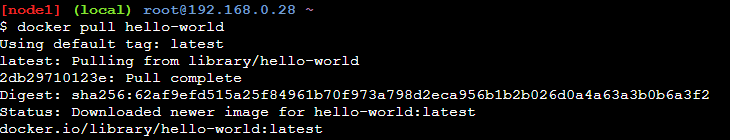 [node1] (local) root@192.168.0.28 ~
$ docker pull hello-world
Using default tag: latest
latest: Pulling from library/hello-world
2db29710123e: Pull complete
Digest: sha256:62af9efd515a25f84961b70f973a798d2eca956b1b2b026d0a4a63a3b0b6a3f2
Status: Downloaded newer image for hello-world:latest
docker.io/library/hello-world:latest